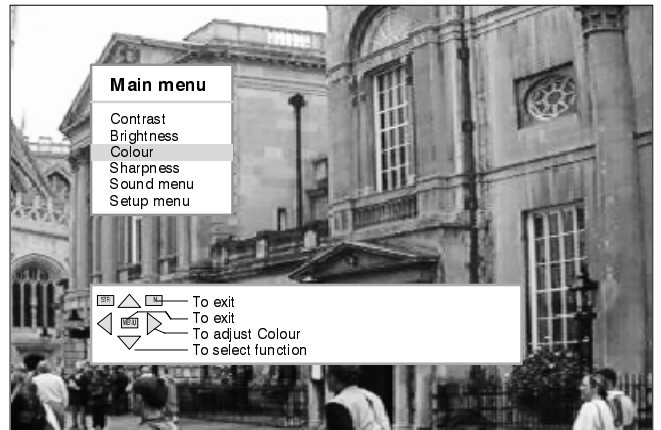 Main menu
Contrast
Brightness
Colour
Sharpness
Sound menu
Setup menu
STR N To exit
MENU To exit
To adjust Colour
To select function